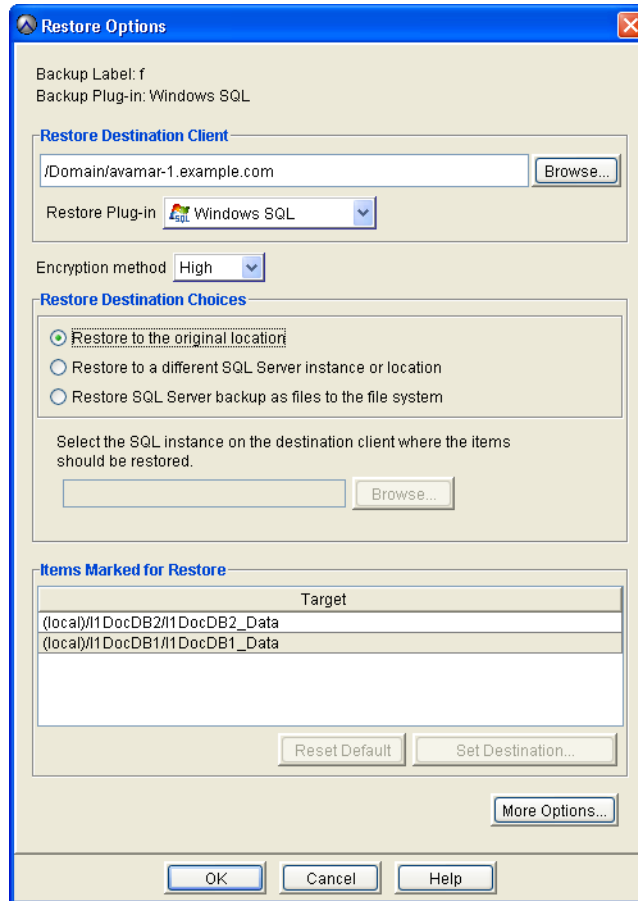 Restore Options
Backup Label: f
Backup Plug-in: Windows SQL
Restore Destination Client
/Domain/avamar-1.example.com
Browse...
Restore Plug-in SQL Windows SQL
Encryption method High
Restore Destination Choices
Restore to the original location
Restore to a different SQL Server instance or location
Restore SQL Server backup as files to the file system
Select the SQL instance on the destination client where the items
should be restored.
Browse...
Items Marked for Restore
Target
(local)/I1DocDB2/I1DocDB2_Data
(local)/I1DocDB1/I1DocDB1_Data
Reset Default Set Destination...
More Options...
OK Cancel Help